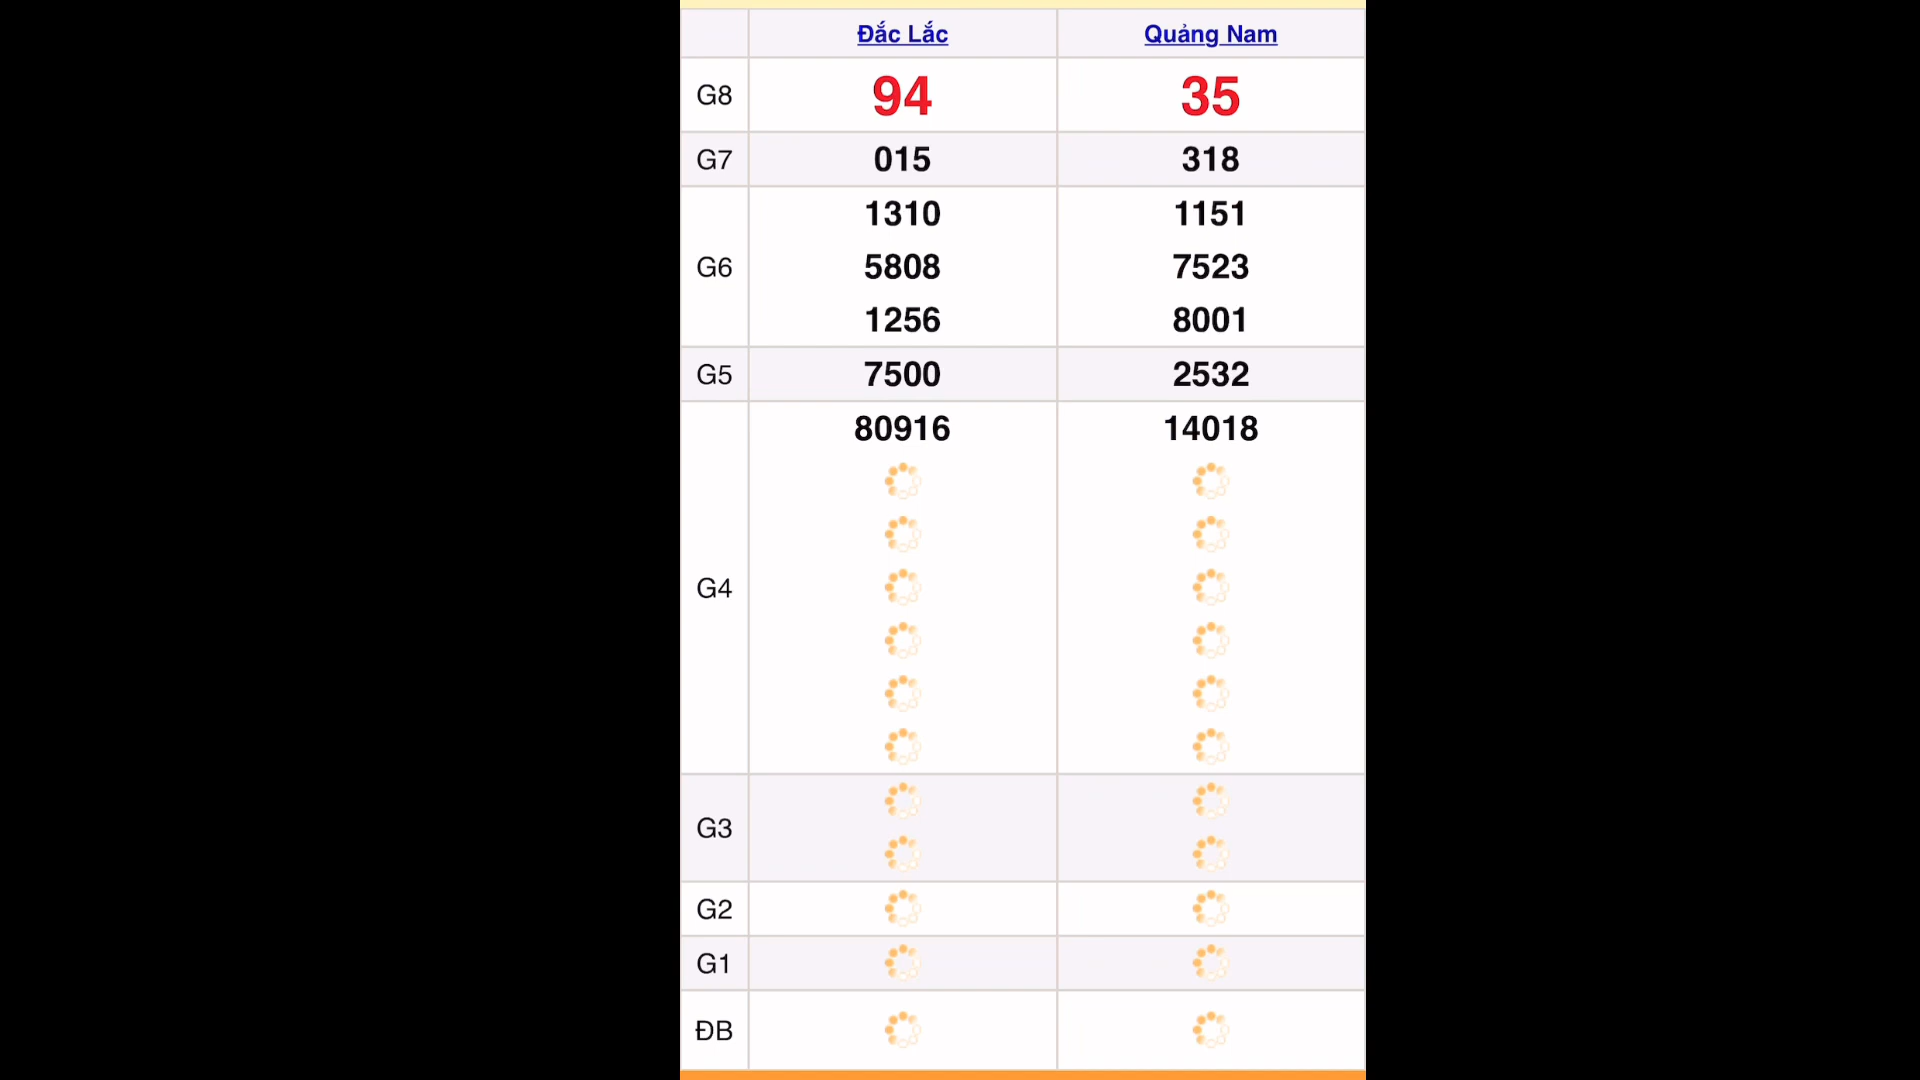 Đắc Lắc Quảng Nam
G8 94 35
G7 015 318
1310 1151
G6 5808 7523
1256 8001
G5 7500 2532
80916 14018
G4
G3
G2
G1
ĐB